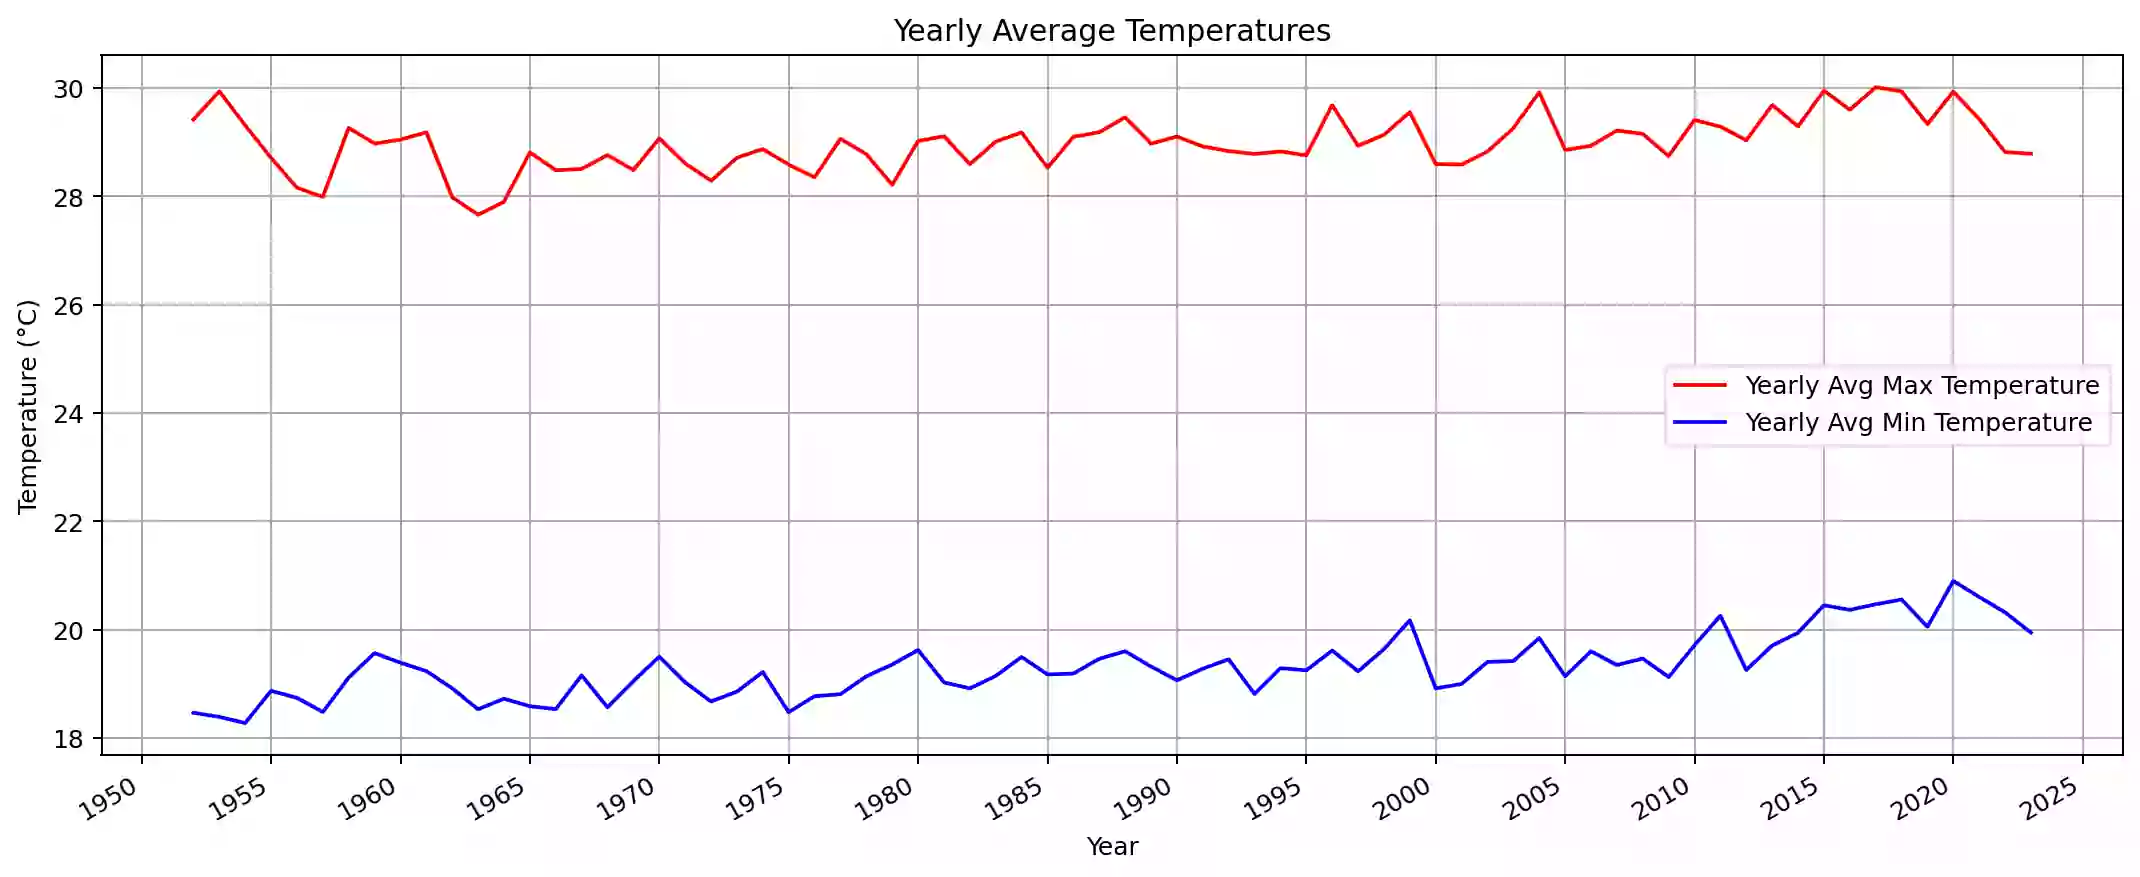 Yearly Average Temperatures
30
28
26
24
22
20
18
Temperature (°C)
Yearly Avg Max Temperature
Yearly Avg Min Temperature
1950 1955 1960 1965 1970 1975 1980 1985 1990 1995 2000 2005 2010 2015 2020 2025
Year